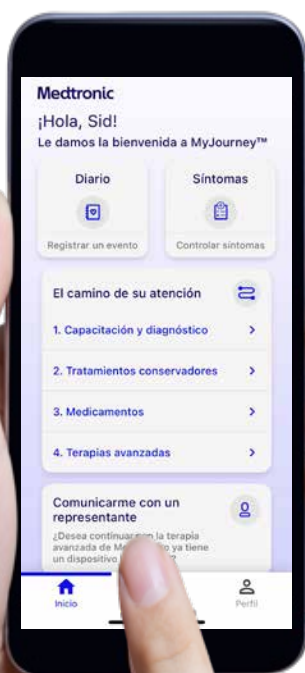 Medtronic
¡Hola, Sid!
Le damos la bienvenida a MyJourney™
Diario
Síntomas
Registrar un evento
Controlar síntomas
El camino de su atención
1. Capacitación y diagnóstico
2. Tratamientos conservadores
3. Medicamentos
4. Terapias avanzadas
Comunicarme con un
representante
¿Desea continuar con la terapia
avanzada de ya tiene
un dispositivo
Inicio
Perfil